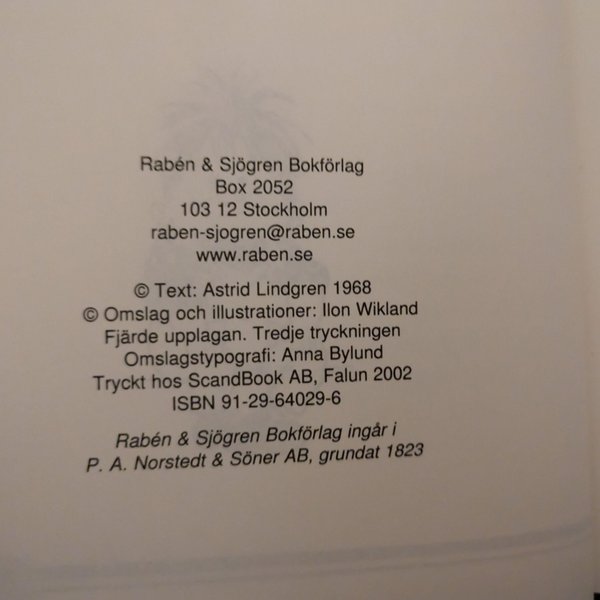 Rabén & Sjögren Bokförlag
Box 2052
103 12 Stockholm
raben-sjogren@raben.se
www.raben.se
© Text: Astrid Lindgren 1968
© Omslag och illustrationer: Ilon Wikland
Fjärde upplagan. Tredje tryckningen
Omslagstypografi: Anna Bylund
Tryckt hos ScandBook AB, Falun 2002
ISBN 91-29-64029-6
Rabén & Sjögren Bokförlag ingår i
P. A. Norstedt & Söner AB, grundat 1823